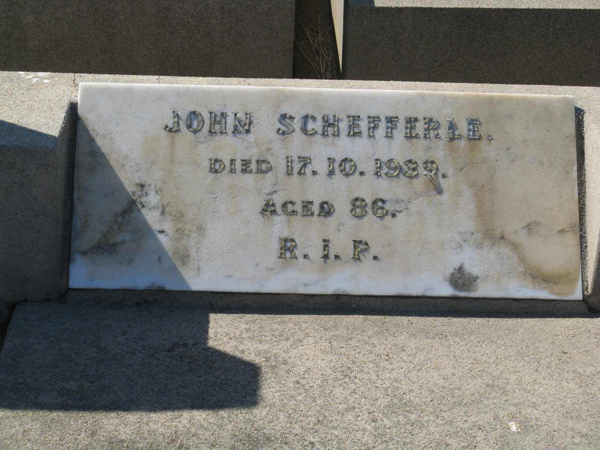 JOHN SCHEFFERLE.
DIED 17.10.1939.
AGED 86.
R.I.P.